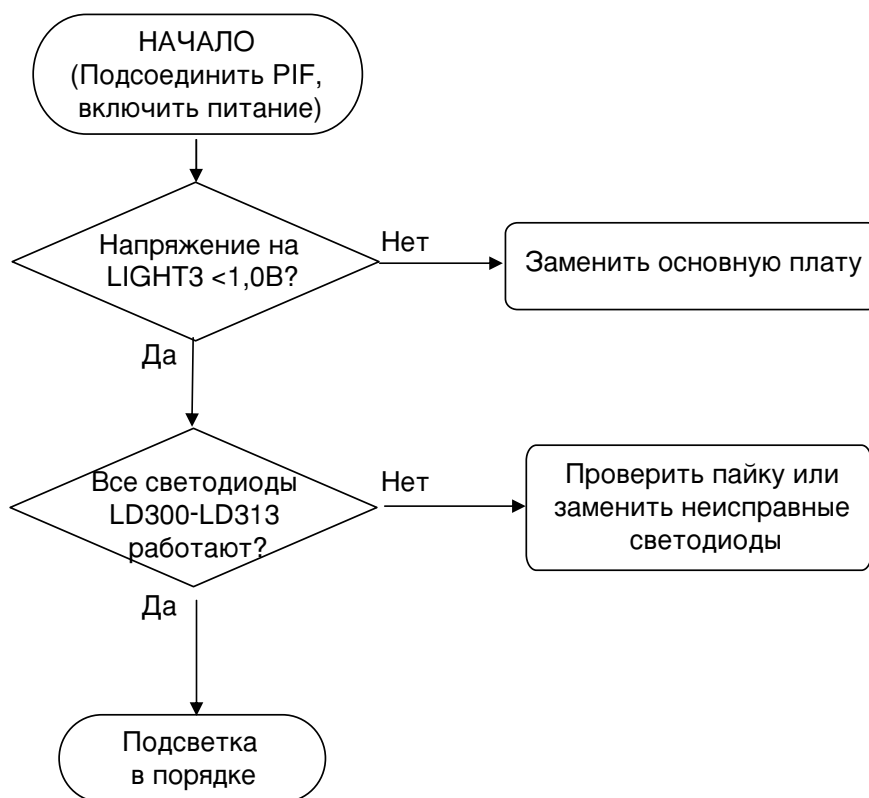 НАЧАЛО
(Подсоединить PIF,
включить питание)
Напряжение на
LIGHT3 <1,0В?
Нет
Заменить основную плату
Да
Все светодиоды
LD300-LD313
работают?
Нет
Проверить пайку или
заменить неисправные
светодиоды
Да
Подсветка
в порядке